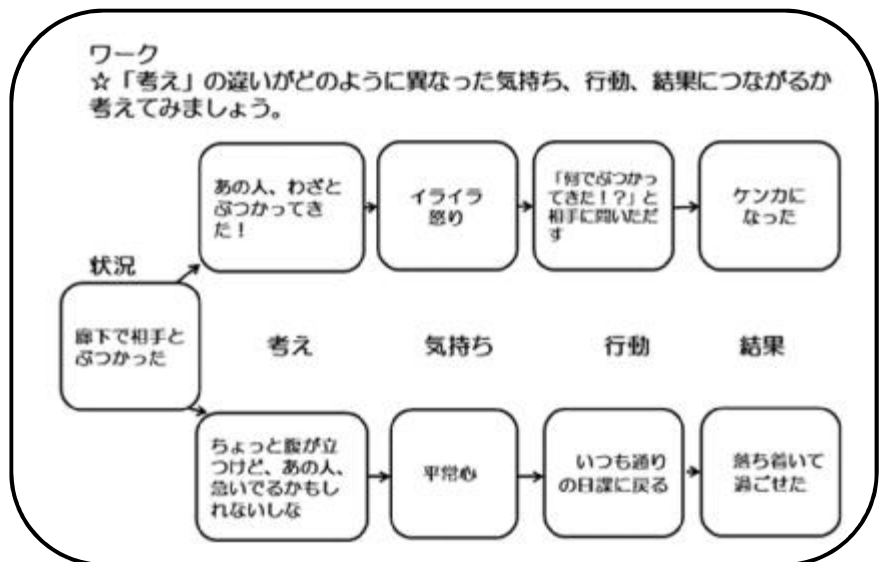 ワーク
☆「考え」の違いがどのように異なった気持ち、行動、結果につながるか
考えてみましょう。
あの人、わざと
ぶつかってき
た！
イライラ
怒り
「何でぶつかっ
てきた！？」と
相手に問いただ
す
ケンカに
なった
状況
廊下で相手と
ぶつかった
考え
気持ち
行動
結果
ちょっと腹が立
つけど、あの人、
急いでるかもし
れないしな
平常心
いつも通り
の日課に戻る
落ち着いて
過ごせた